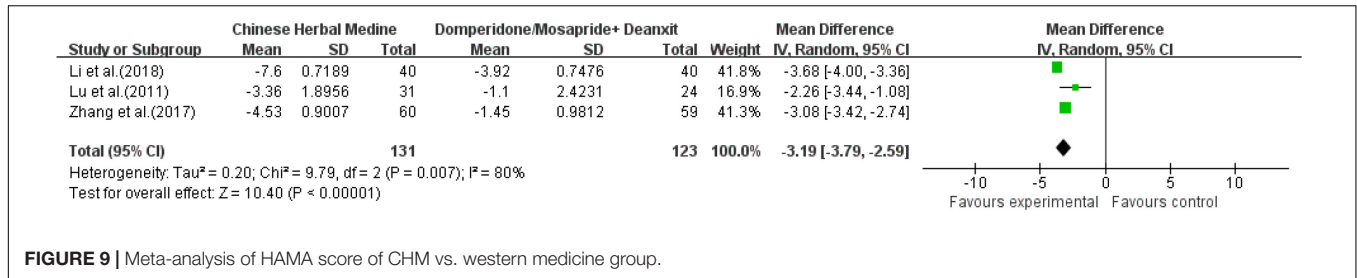 Chinese Herbal Medine Domperidone/Mosapride+ Deanxit Mean Difference Mean Difference
Study or Subgroup Mean SD Total Mean SD Total Weight IV, Random, 95% CI IV, Random, 95% CI
Li et al.(2018) -7.6 0.7189 40 -3.92 0.7476 40 41.8% -3.68 [-4.00, -3.36]
Lu et al.(2011) -3.36 1.8956 31 -1.1 2.4231 24 16.9% -2.26 [-3.44, -1.08]
Zhang et al.(2017) -4.53 0.9007 60 -1.45 0.9812 59 41.3% -3.08 [-3.42, -2.74]
Total (95% CI) 131 123 100.0% -3.19 [-3.79, -2.59]
Heterogeneity: Tau² = 0.20; Chi² = 9.79, df = 2 (P = 0.007); I² = 80%
Test for overall effect: Z = 10.40 (P < 0.00001)
-10 -5 0 5 10
Favours experimental Favours control
FIGURE 9 | Meta-analysis of HAMA score of CHM vs. western medicine group.